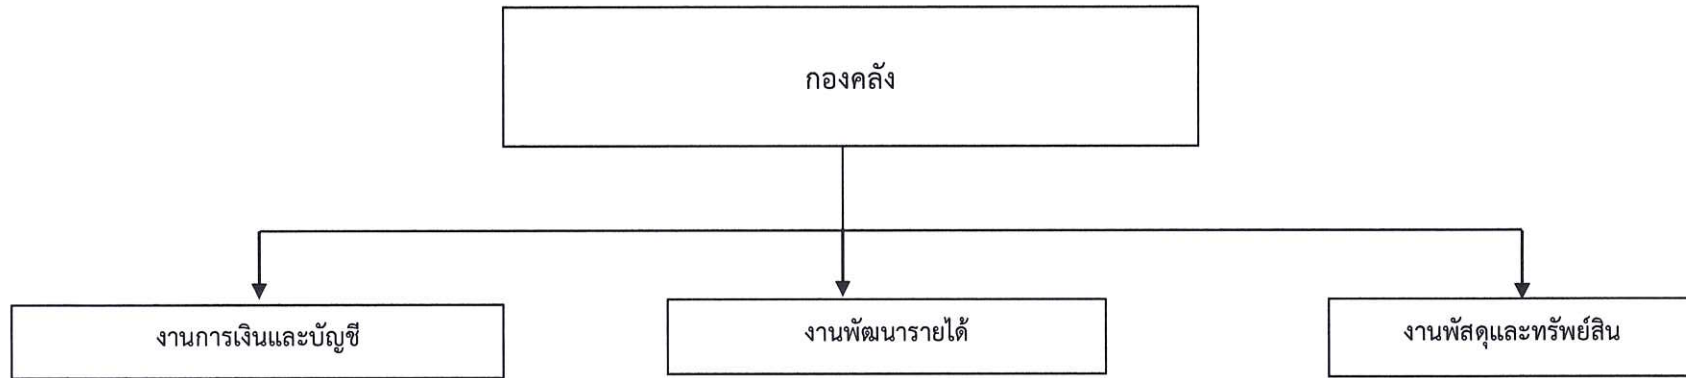 กองคลัง
งานการเงินและบัญชี
งานพัฒนารายได้
งานพัสดุและทรัพย์สิน